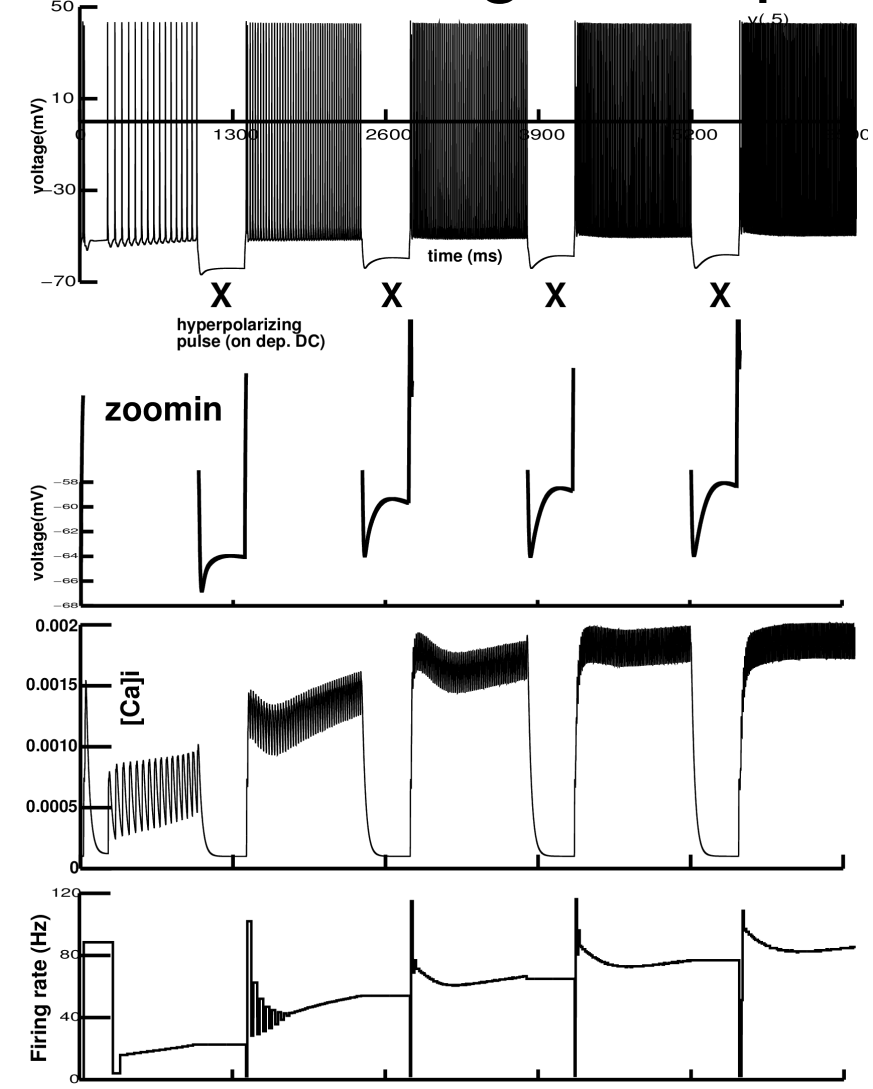 50
v(.5)
10
0
1300
2600
3900
5200
voltage(mV)
−30
time (ms)
−70
X X X X
hyperpolarizing
pulse (on dep. DC)
zoomin
−58
−60
voltage(mV)
−62
−64
−66
−68
0.002
0.0015
[Ca]i
0.0010
0.0005
0
120
Firing rate (Hz)
80
40
0